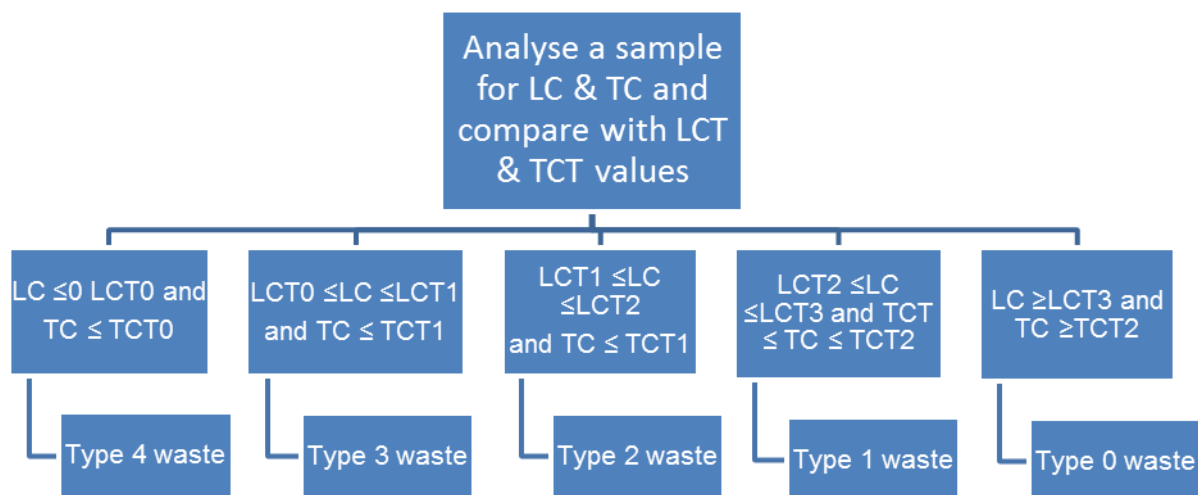 Analyse a sample
for LC & TC and
compare with LCT
& TCT values
LC ≤0 LCT0 and
TC ≤ TCT0
LCT0 ≤LC ≤LCT1
and TC ≤ TCT1
LCT1 ≤LC
≤LCT2
and TC ≤ TCT1
LCT2 ≤LC
≤LCT3 and TCT
≤ TC ≤ TCT2
LC ≥LCT3 and
TC ≥TCT2
Type 4 waste
Type 3 waste
Type 2 waste
Type 1 waste
Type 0 waste